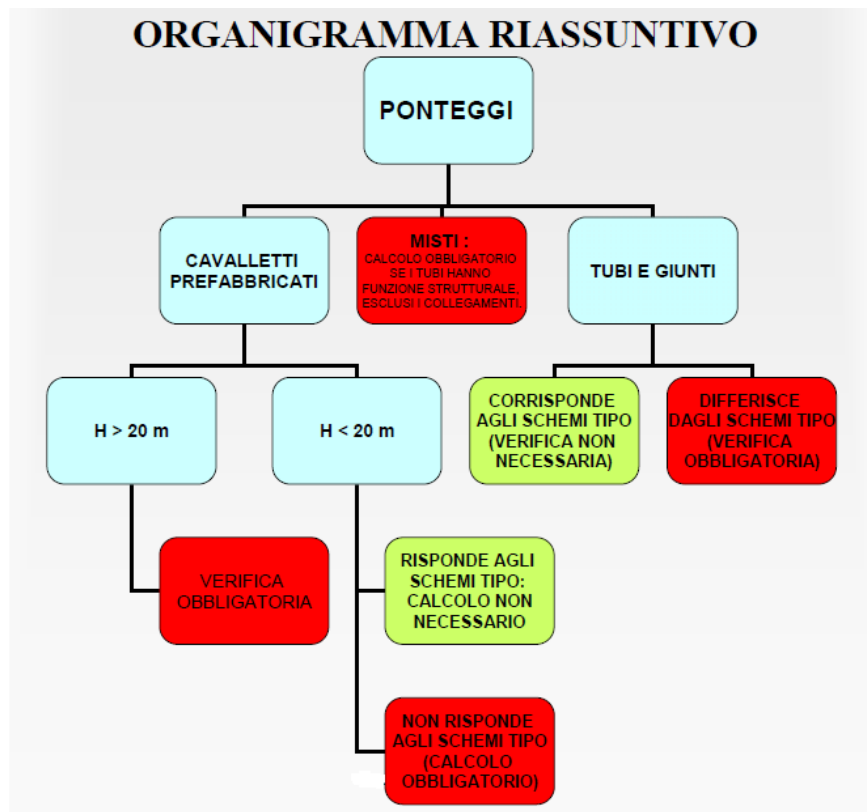 ORGANIGRAMMA RIASSUNTIVO
PONTEGGI
CAVALLETTI
PREFABBRICATI
MISTI :
CALCOLO OBBLIGATORIO
SE I TUBI HANNO
FUNZIONE STRUTTURALE,
ESCLUSI I COLLEGAMENTI.
TUBI E GIUNTI
H > 20 m
H < 20 m
CORRISPONDE
AGLI SCHEMI TIPO
(VERIFICA NON
NECESSARIA)
DIFFERISCE
DAGLI SCHEMI TIPO
(VERIFICA
OBBLIGATORIA)
VERIFICA
OBBLIGATORIA
RISPONDE AGLI
SCHEMI TIPO:
CALCOLO NON
NECESSARIO
NON RISPONDE
AGLI SCHEMI TIPO
(CALCOLO
OBBLIGATORIO)